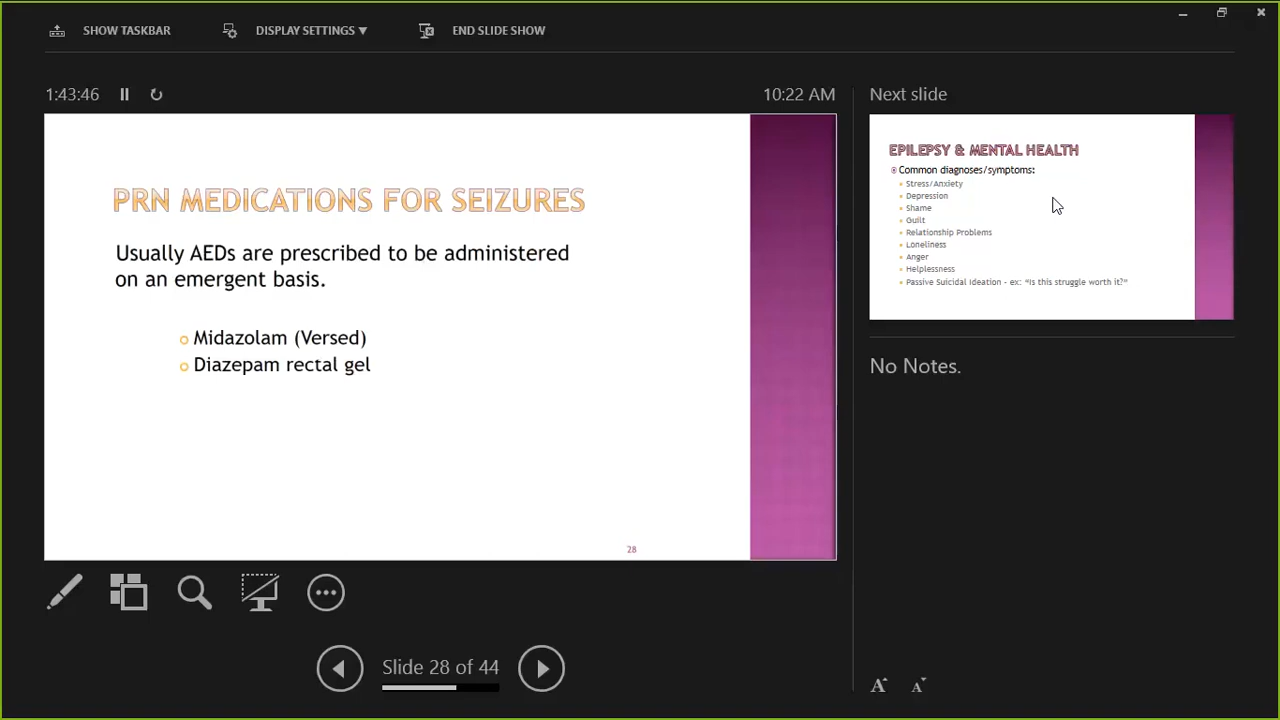 SHOW TASKBAR
DISPLAY SETTINGS ▼
END SLIDE SHOW
1:43:46
10:22 AM
PRN MEDICATIONS FOR SEIZURES
Usually AEDs are prescribed to be administered
on an emergent basis.
Midazolam (Versed)
Diazepam rectal gel
28
Slide 28 of 44
Next slide
EPILEPSY & MENTAL HEALTH
Common diagnoses/symptoms:
Stress/Anxiety
Depression
Shame
Guilt
Relationship Problems
Loneliness
Anger
Helplessness
Passive Suicidal Ideation - ex: "Is this struggle worth it?"
No Notes.
A A